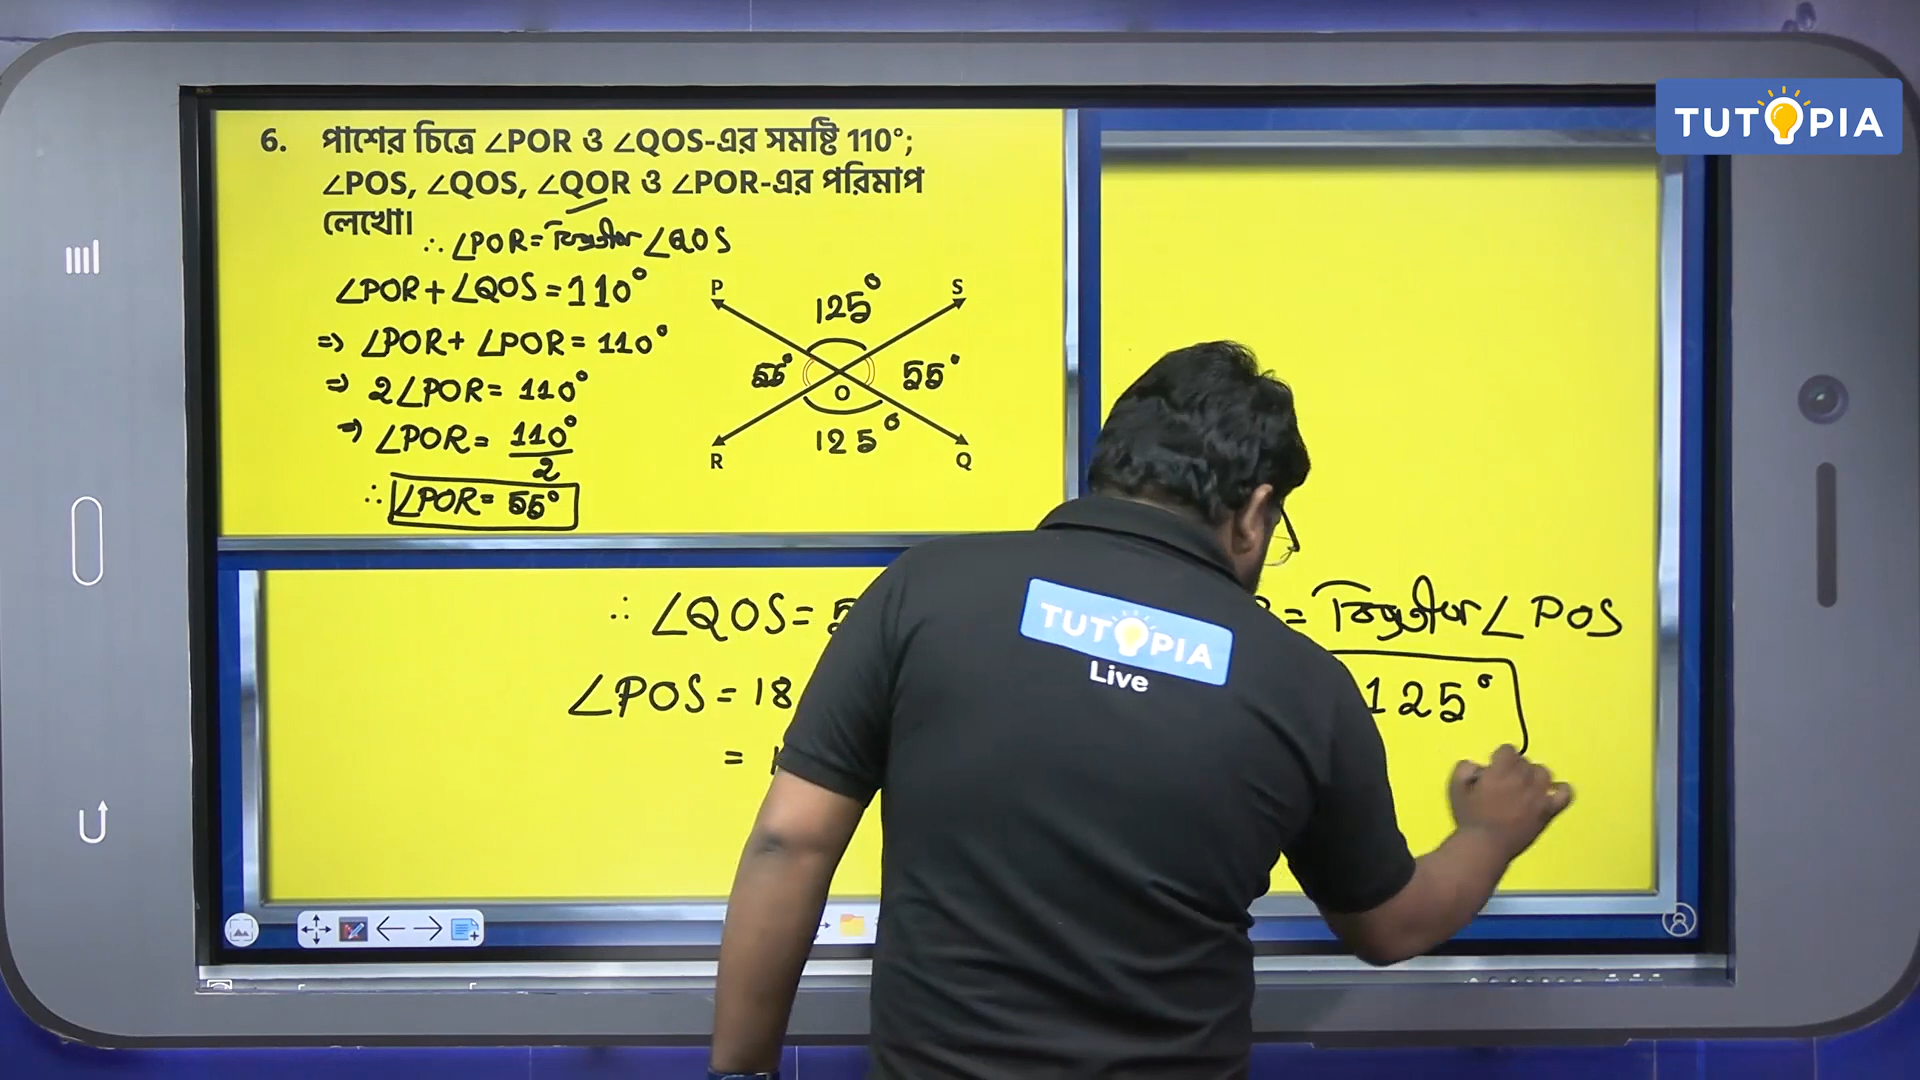 TUTOPIA
6. পাশের চিত্রে ∠POR ও ∠QOS-এর সমষ্টি 110°;
∠POS, ∠QOS, ∠QOR ও ∠POR-এর পরিমাপ
লেখো।
∴ ∠POR = বিপ্রতীপ ∠QOS
∠POR + ∠QOS = 110°
⇒ ∠POR + ∠POR = 110°
⇒ 2∠POR = 110°
⇒ ∠POR = 110°/2
∴ ∠POR = 55°
P 125° S
55° O 55°
125°
R Q
∴ ∠QOS = 5
= বিপ্রতীপ ∠POS
∠POS = 18
125°
=
TUTOPIA
Live